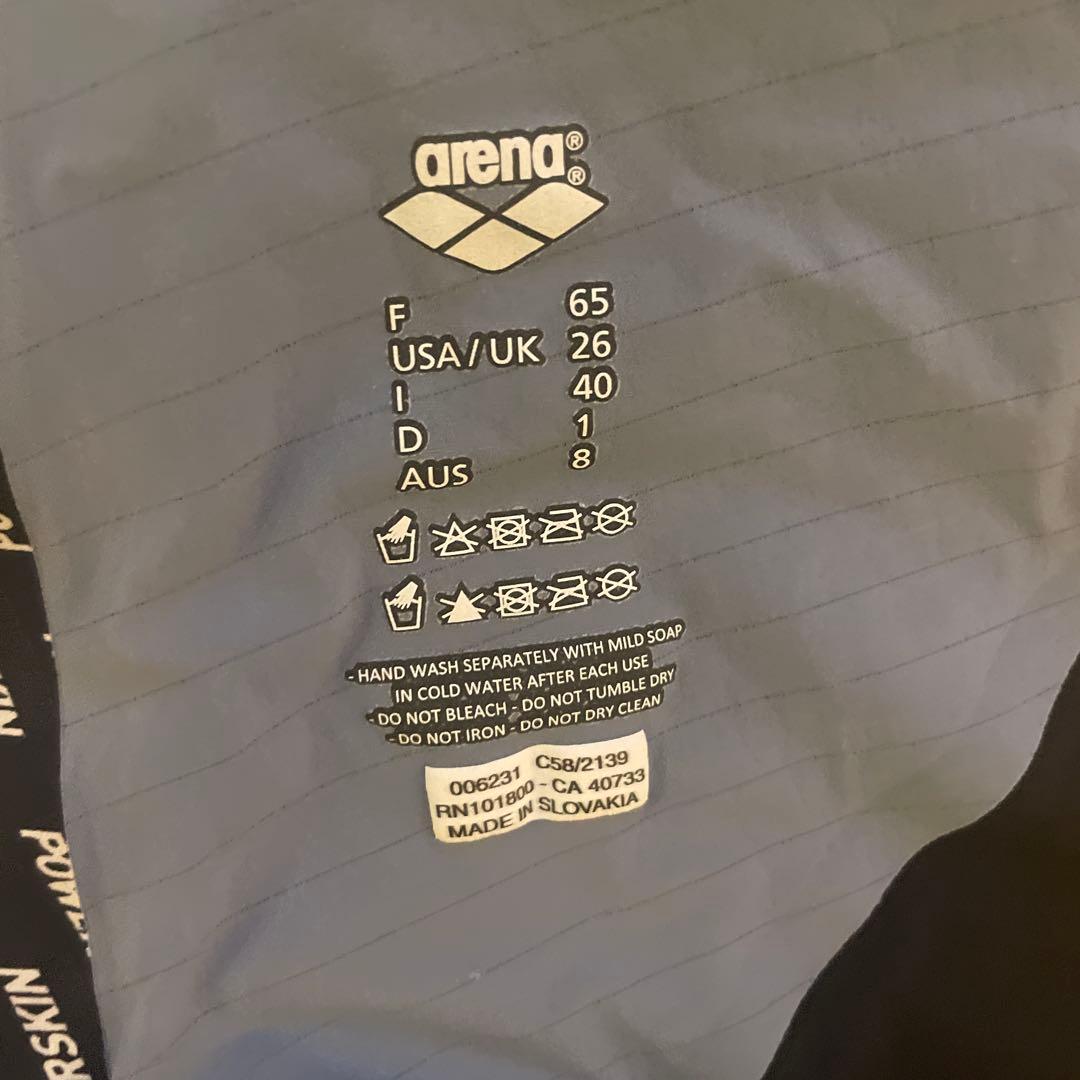 arena®
®
F 65
USA/UK 26
I 40
D 1
AUS 8
- HAND WASH SEPARATELY WITH MILD SOAP
IN COLD WATER AFTER EACH USE
- DO NOT BLEACH - DO NOT TUMBLE DRY
- DO NOT IRON - DO NOT DRY CLEAN
006231 C58/2139
RN101800 - CA 40733
MADE IN SLOVAKIA